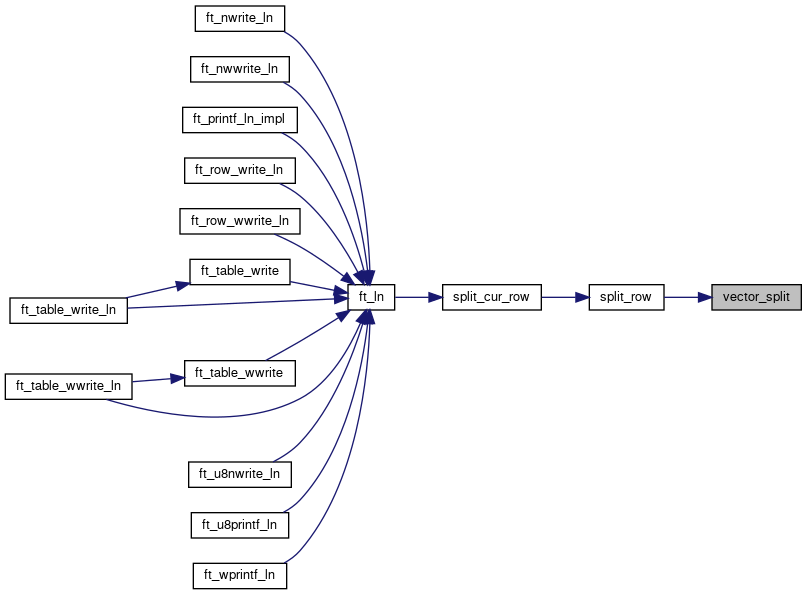 ft_nwrite_ln
ft_nwwrite_ln
ft_printf_ln_impl
ft_row_write_ln
ft_row_wwrite_ln
ft_table_write
ft_table_write_ln
ft_ln
split_cur_row
split_row
vector_split
ft_table_wwrite
ft_table_wwrite_ln
ft_u8nwrite_ln
ft_u8printf_ln
ft_wprintf_ln